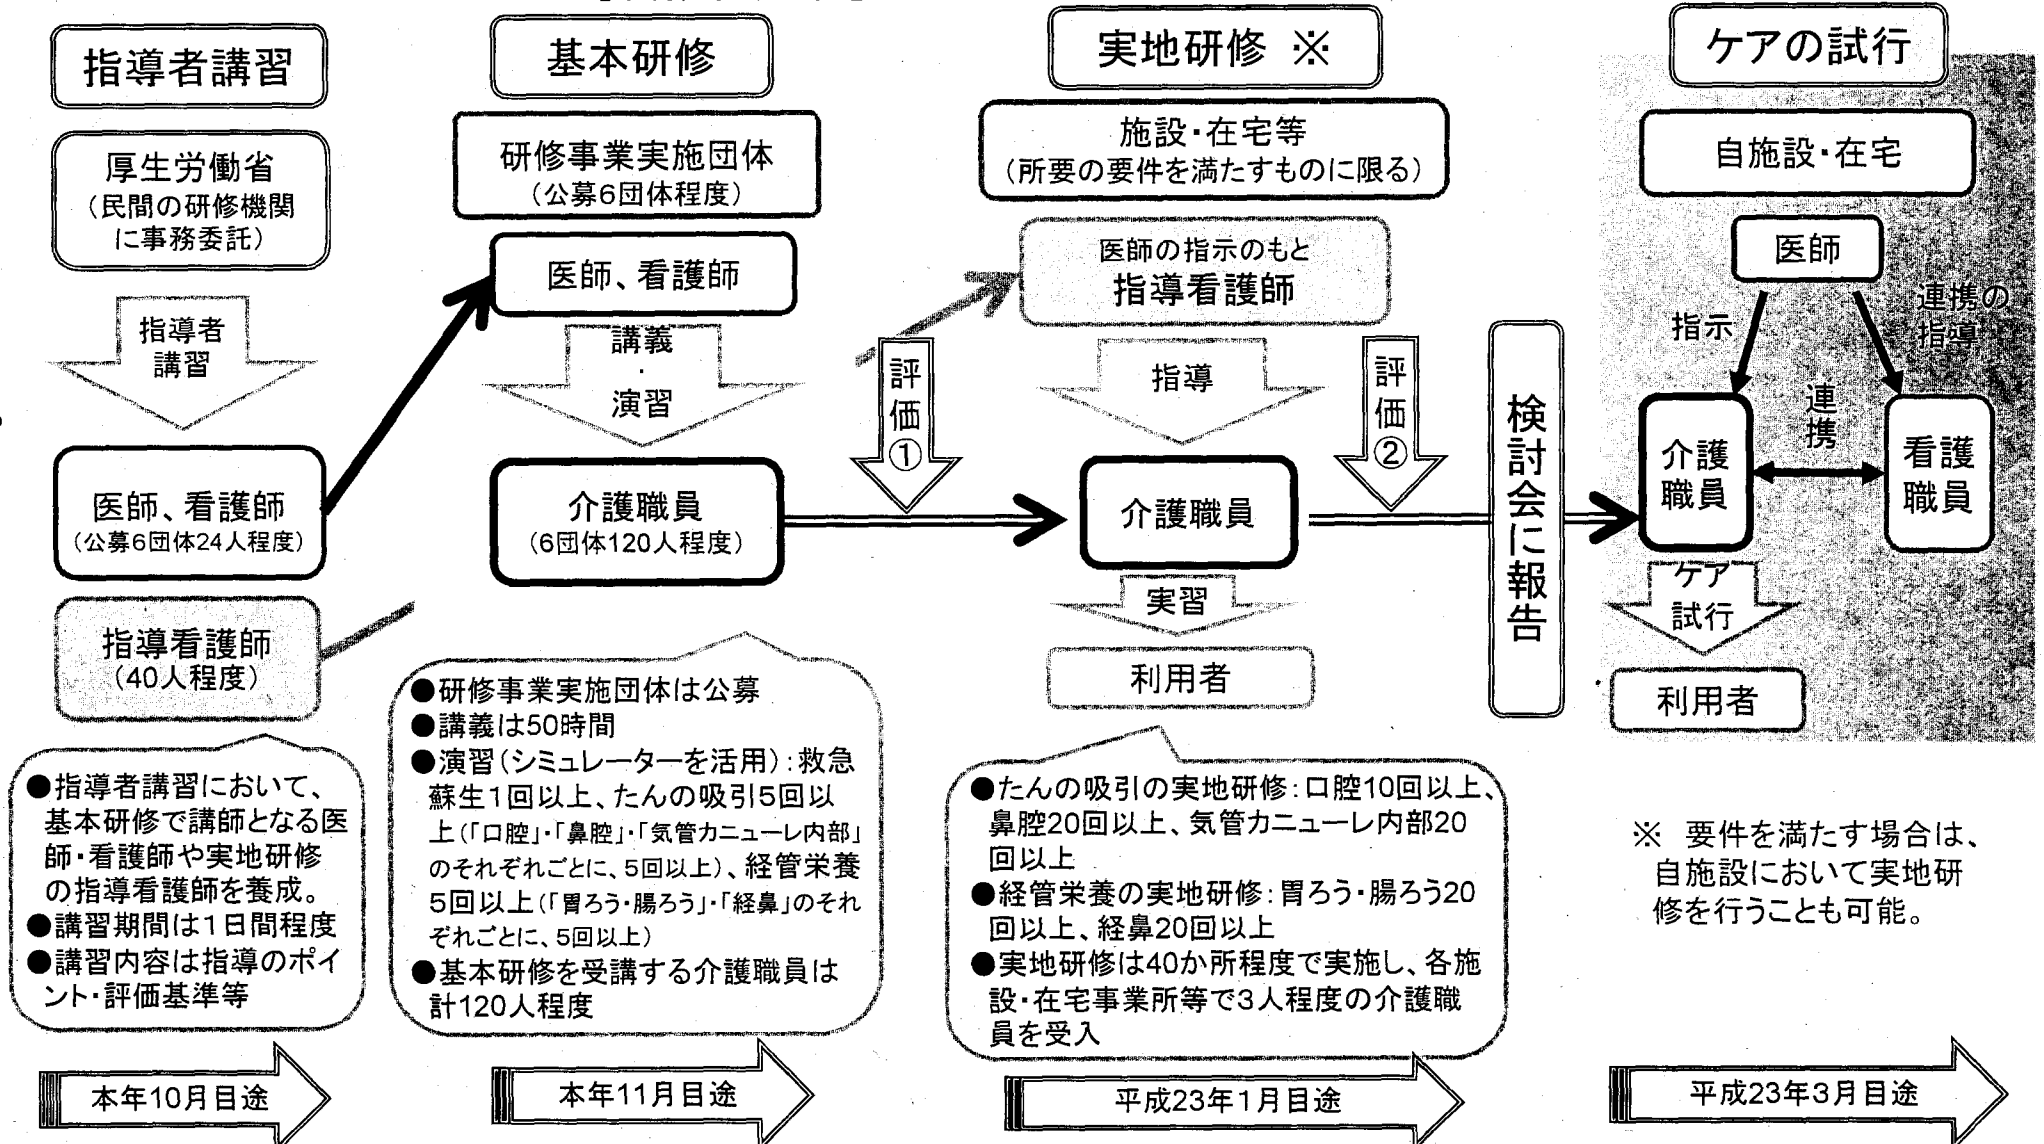 指導者講習
厚生労働省
（民間の研修機関
に事務委託）
指導者
講習
医師、看護師
（公募6団体24人程度）
指導看護師
（40人程度）
●指導者講習において、
基本研修で講師となる医
師・看護師や実地研修
の指導看護師を養成。
●講習期間は1日間程度
●講習内容は指導のポイ
ント・評価基準等
本年10月目途
基本研修
研修事業実施団体
（公募6団体程度）
医師、看護師
講義
・
演習
介護職員
（6団体120人程度）
●研修事業実施団体は公募
●講義は50時間
●演習（シミュレーターを活用）：救急
蘇生1回以上、たんの吸引5回以
上（「口腔」・「鼻腔」・「気管カニューレ内部」
のそれぞれごとに、5回以上）、経管栄養
5回以上（「胃ろう・腸ろう」・「経鼻」のそれ
ぞれごとに、5回以上）
●基本研修を受講する介護職員は
計120人程度
本年11月目途
評価①
実地研修 ※
施設・在宅等
（所要の要件を満たすものに限る）
医師の指示のもと
指導看護師
指導
介護職員
実習
利用者
●たんの吸引の実地研修：口腔10回以上、
鼻腔20回以上、気管カニューレ内部20
回以上
●経管栄養の実地研修：胃ろう・腸ろう20
回以上、経鼻20回以上
●実地研修は40か所程度で実施し、各施
設・在宅事業所等で3人程度の介護職
員を受入
平成23年1月目途
評価②
検討会に報告
ケアの試行
自施設・在宅
医師
指示
連携の
指導
介護
職員
連携
看護
職員
ケア
試行
利用者
※ 要件を満たす場合は、
自施設において実地研
修を行うことも可能。
平成23年3月目途